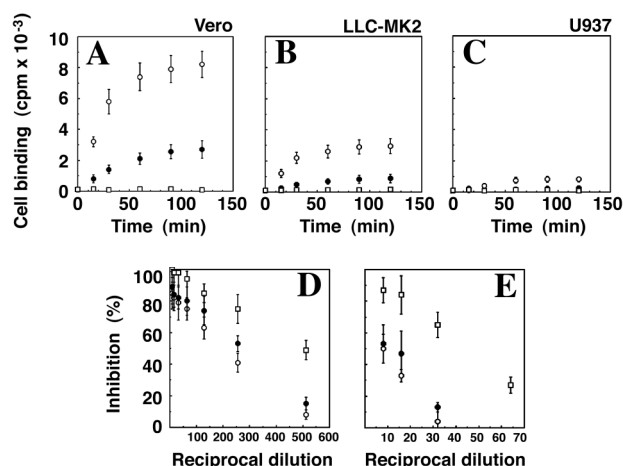 Vero
LLC-MK2
U937
Cell binding (cpm x 10-3)
10
8
6
4
2
0
A
B
C
0 50 100 150
0 50 100 150
0 50 100 150
Time (min)
Time (min)
Time (min)
Inhibition (%)
100
80
60
40
20
0
D
E
100 200 300 400 500 600
10 20 30 40 50 60 70
Reciprocal dilution
Reciprocal dilution